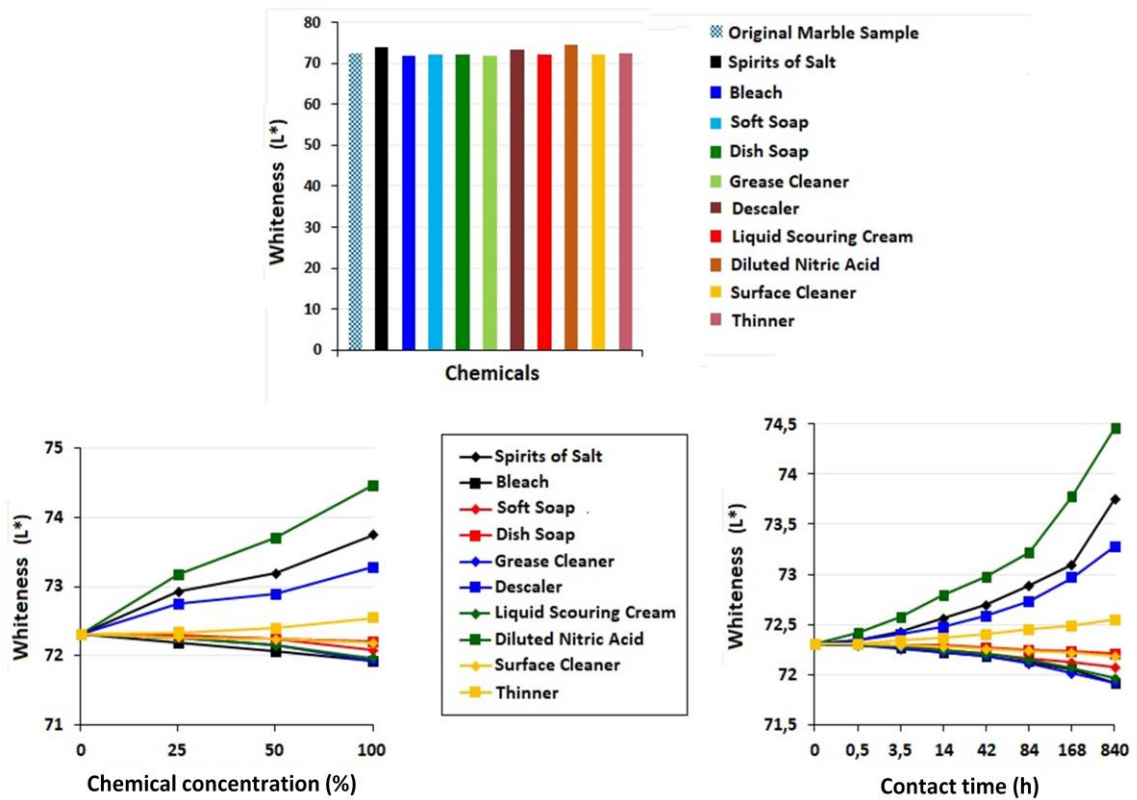 80
70
60
50
40
30
20
10
0
Whiteness (L*)
Chemicals
Original Marble Sample
Spirits of Salt
Bleach
Soft Soap
Dish Soap
Grease Cleaner
Descaler
Liquid Scouring Cream
Diluted Nitric Acid
Surface Cleaner
Thinner
75
74
73
72
71
Whiteness (L*)
0 25 50 100
Chemical concentration (%)
Spirits of Salt
Bleach
Soft Soap
Dish Soap
Grease Cleaner
Descaler
Liquid Scouring Cream
Diluted Nitric Acid
Surface Cleaner
Thinner
74,5
74
73,5
73
72,5
72
71,5
Whiteness (L*)
0 0,5 3,5 14 42 84 168 840
Contact time (h)